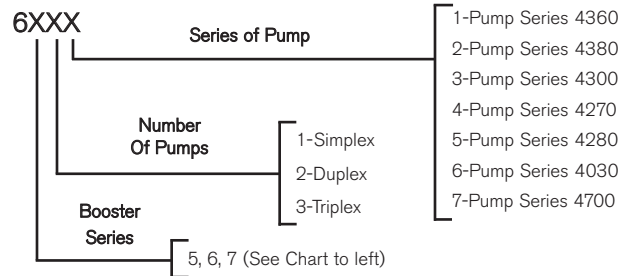 6XXX
Series of Pump
1-Pump Series 4360
2-Pump Series 4380
3-Pump Series 4300
4-Pump Series 4270
5-Pump Series 4280
6-Pump Series 4030
7-Pump Series 4700
Number
Of Pumps
1-Simplex
2-Duplex
3-Triplex
Booster
Series
5, 6, 7 (See Chart to left)